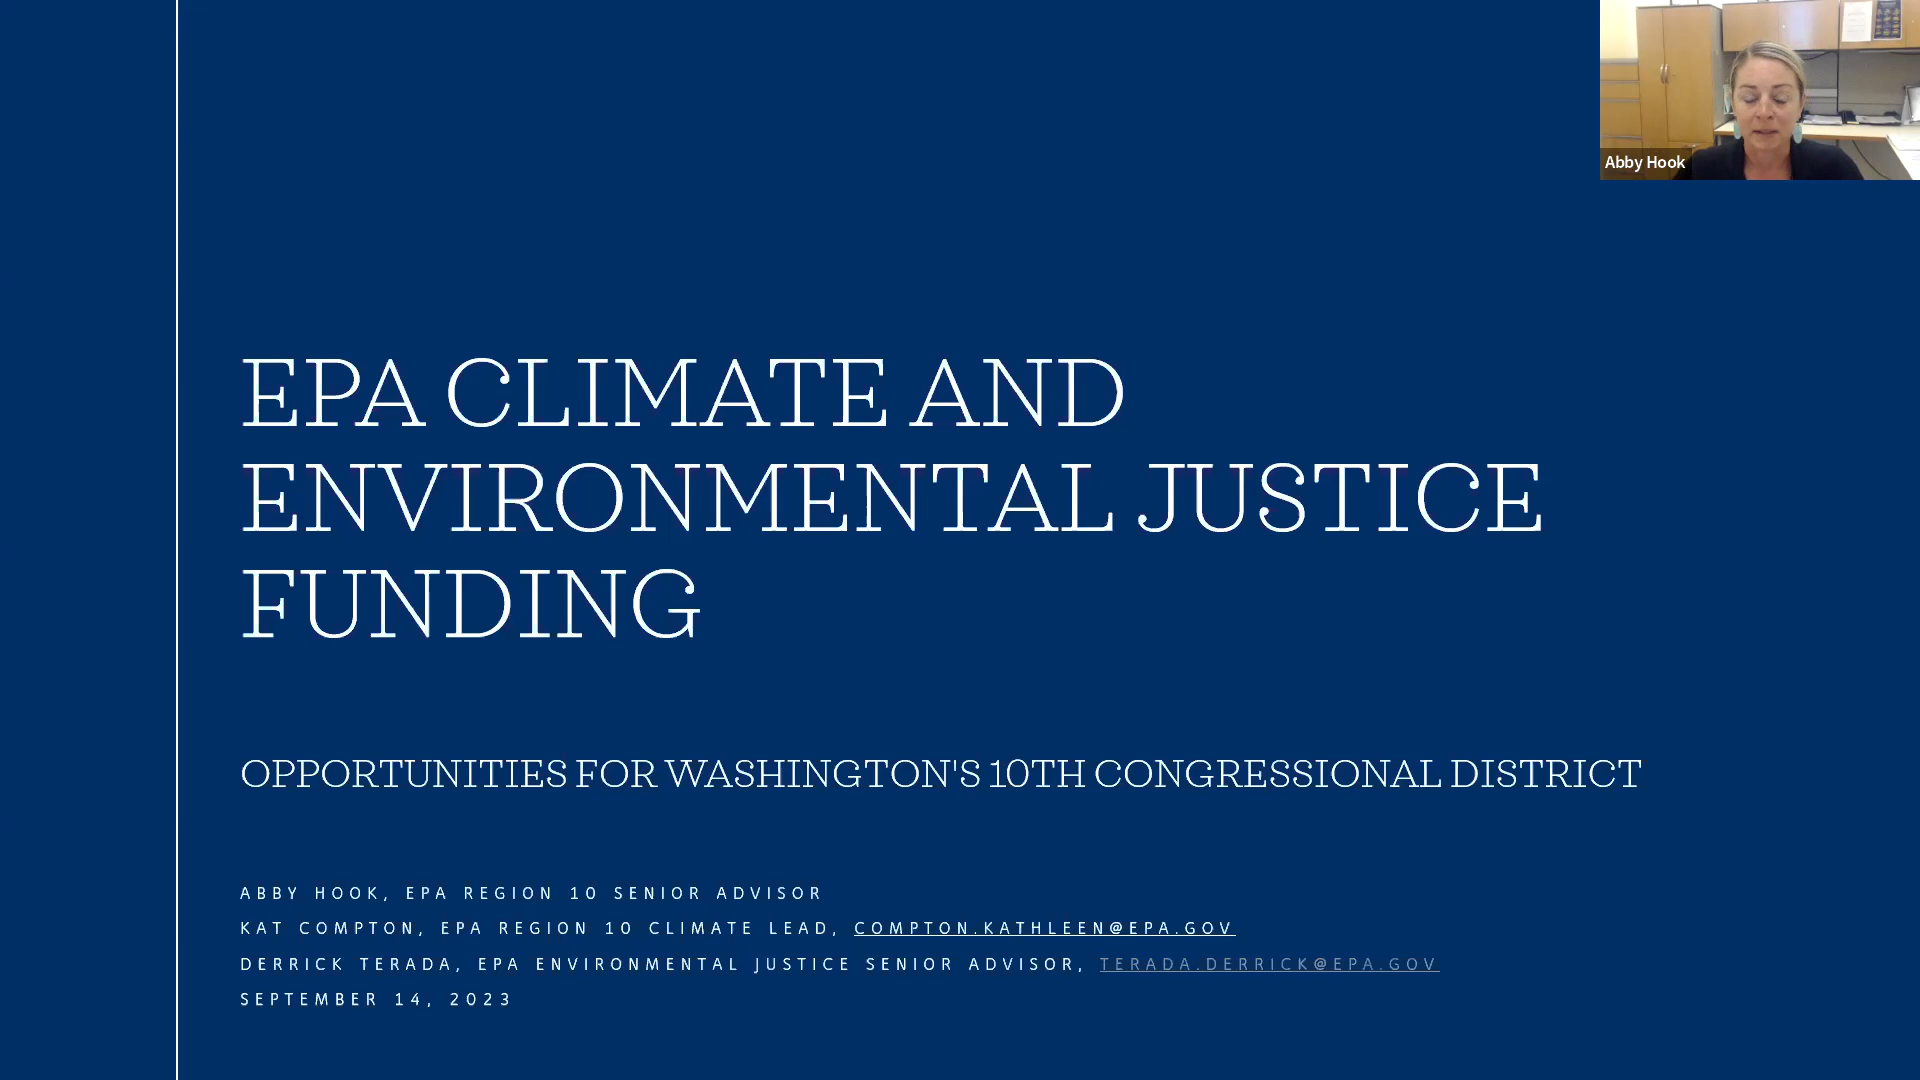 Abby Hook
EPA CLIMATE AND
ENVIRONMENTAL JUSTICE
FUNDING
OPPORTUNITIES FOR WASHINGTON'S 10TH CONGRESSIONAL DISTRICT
ABBY HOOK, EPA REGION 10 SENIOR ADVISOR
KAT COMPTON, EPA REGION 10 CLIMATE LEAD, COMPTON.KATHLEEN@EPA.GOV
DERRICK TERADA, EPA ENVIRONMENTAL JUSTICE SENIOR ADVISOR, TERADA.DERRICK@EPA.GOV
SEPTEMBER 14, 2023